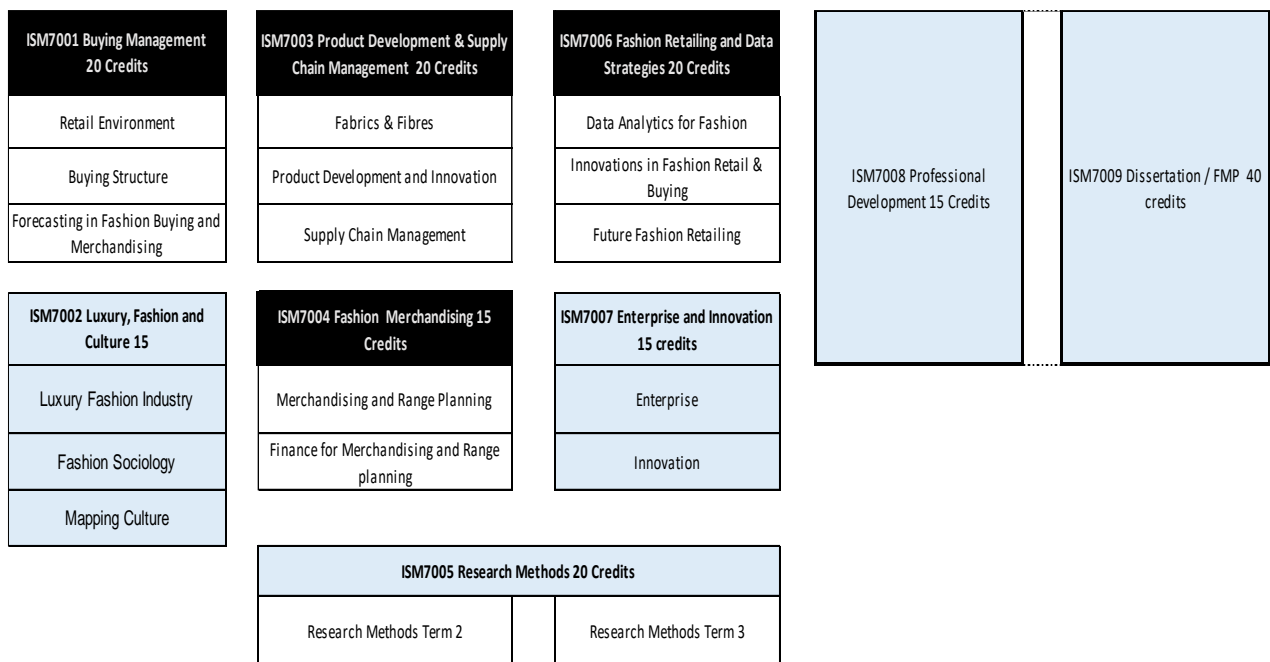 ISM7001 Buying Management
20 Credits
Retail Environment
Buying Structure
Forecasting in Fashion Buying and
Merchandising
ISM7003 Product Development & Supply
Chain Management 20 Credits
Fabrics & Fibres
Product Development and Innovation
Supply Chain Management
ISM7006 Fashion Retailing and Data
Strategies 20 Credits
Data Analytics for Fashion
Innovations in Fashion Retail &
Buying
Future Fashion Retailing
ISM7008 Professional
Development 15 Credits
ISM7009 Dissertation / FMP 40
credits
ISM7002 Luxury, Fashion and
Culture 15
Luxury Fashion Industry
Fashion Sociology
Mapping Culture
ISM7004 Fashion Merchandising 15
Credits
Merchandising and Range Planning
Finance for Merchandising and Range
planning
ISM7007 Enterprise and Innovation
15 credits
Enterprise
Innovation
ISM7005 Research Methods 20 Credits
Research Methods Term 2
Research Methods Term 3